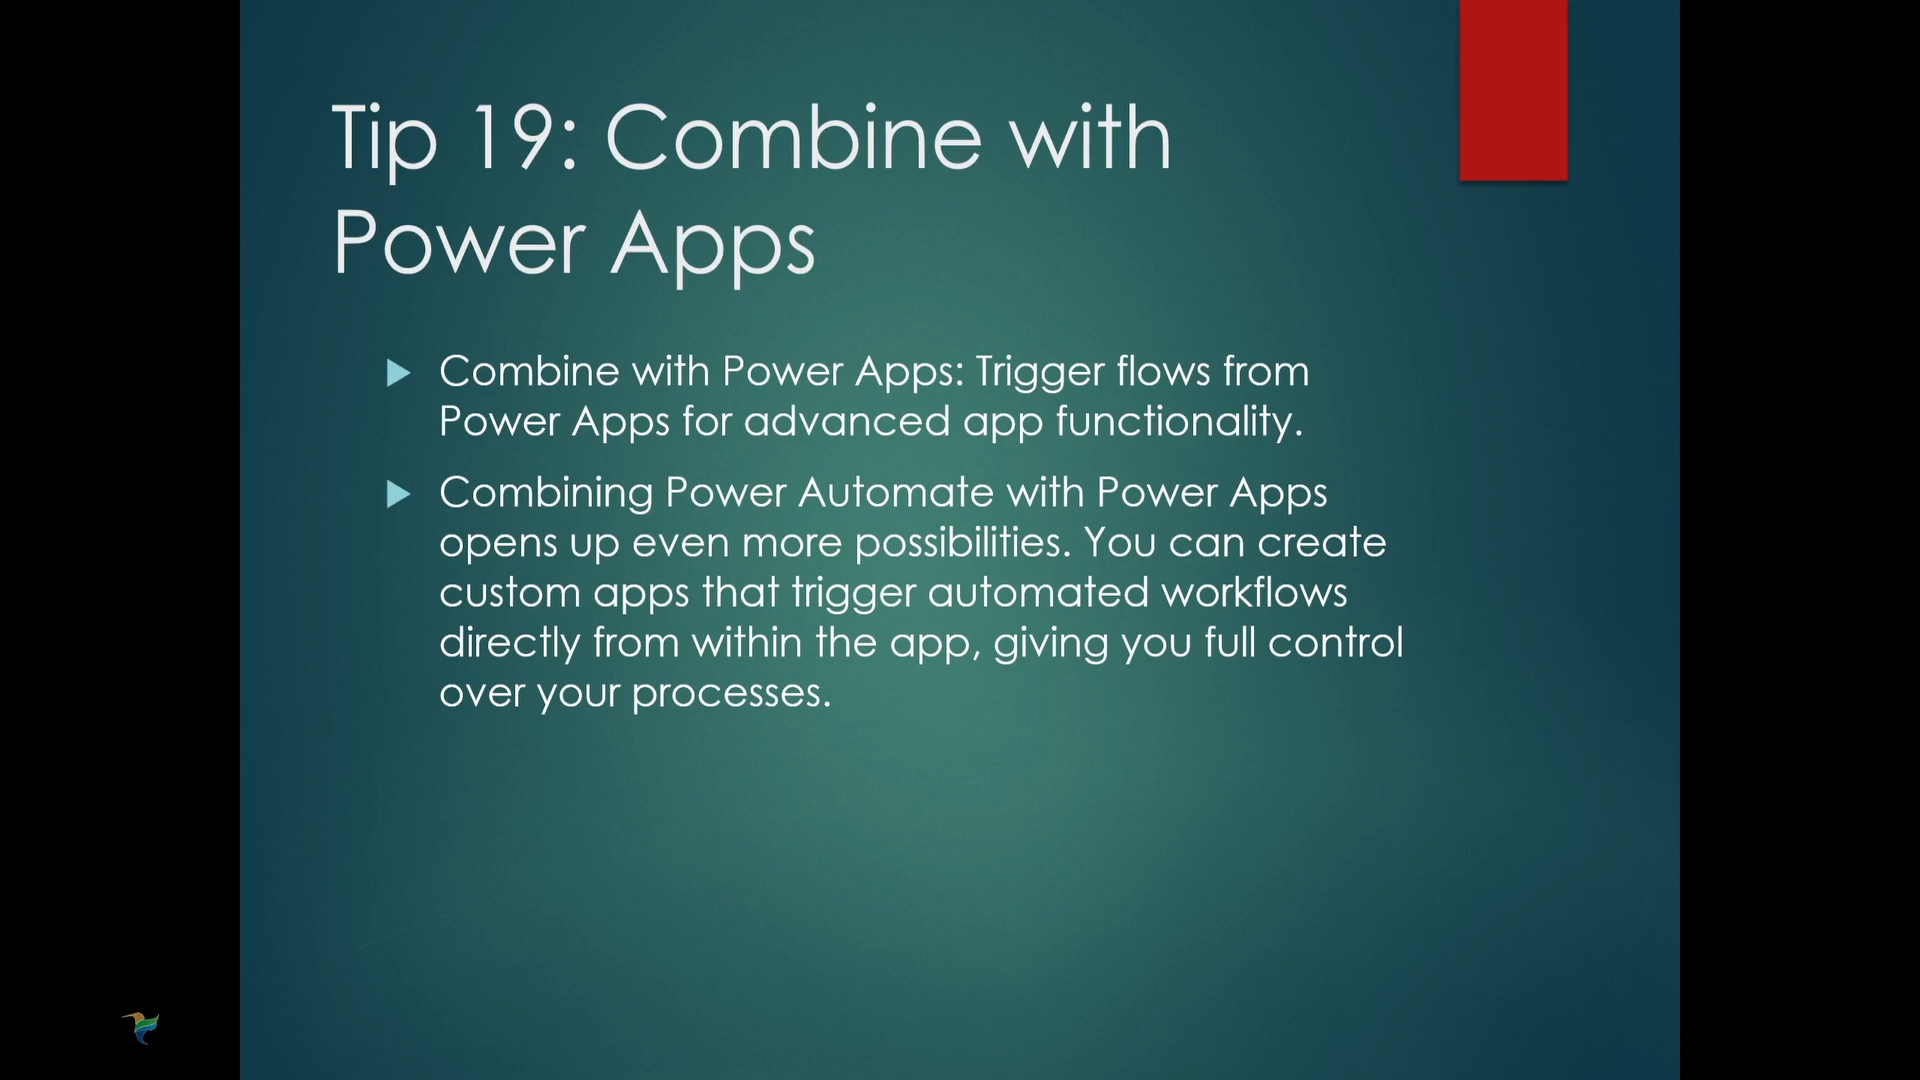 Tip 19: Combine with
Power Apps
Combine with Power Apps: Trigger flows from
Power Apps for advanced app functionality.
Combining Power Automate with Power Apps
opens up even more possibilities. You can create
custom apps that trigger automated workflows
directly from within the app, giving you full control
over your processes.